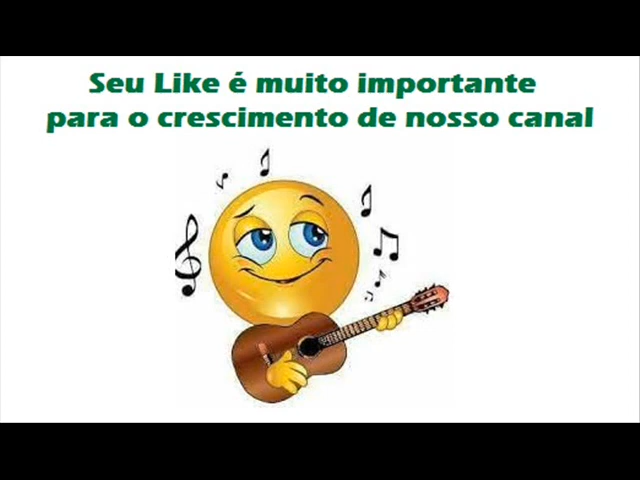 Seu Like é muito importante
para o crescimento de nosso canal